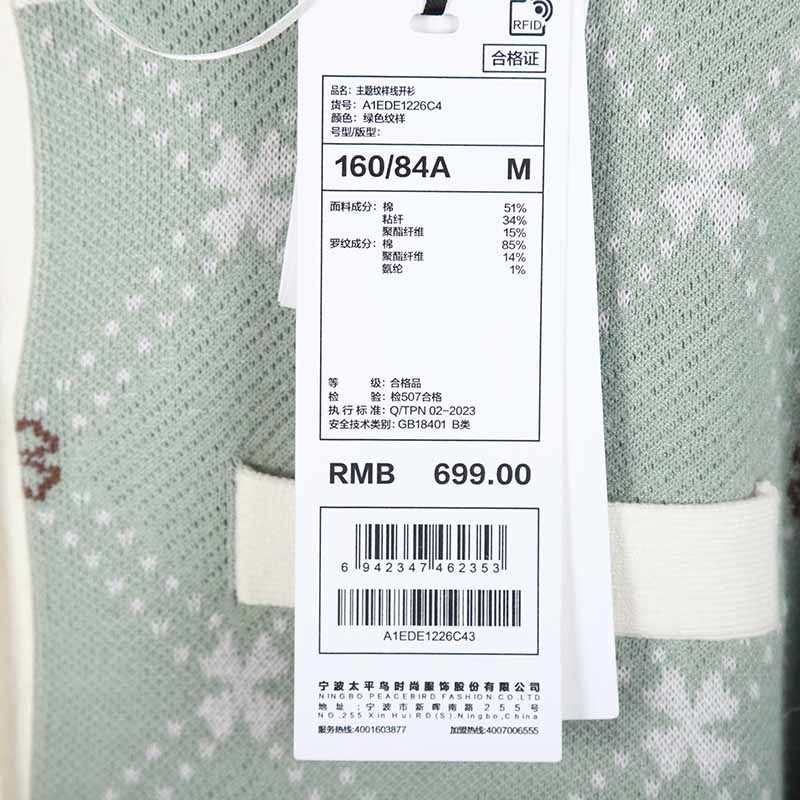 RFID
合格证
品名: 主题纹样线开衫
货号: A1EDE1226C4
颜色: 绿色纹样
号型/版型:
160/84A M
面料成分: 棉 51%
粘纤 34%
聚酯纤维 15%
罗纹成分: 棉 85%
聚酯纤维 14%
氨纶 1%
等 级: 合格品
检 验: 检507合格
执行标准: Q/TPN 02-2023
安全技术类别: GB18401 B类
RMB 699.00
6 942347 462353
A1EDE1226C43
宁波太平鸟时尚服饰股份有限公司
NINGBO PEACEBIRD FASHION CO.,LTD
地址: 宁波市新晖南路255号
NO.255 Xin Hui RD(S).Ningbo,China
服务热线:4001603877 加盟热线:4007006555